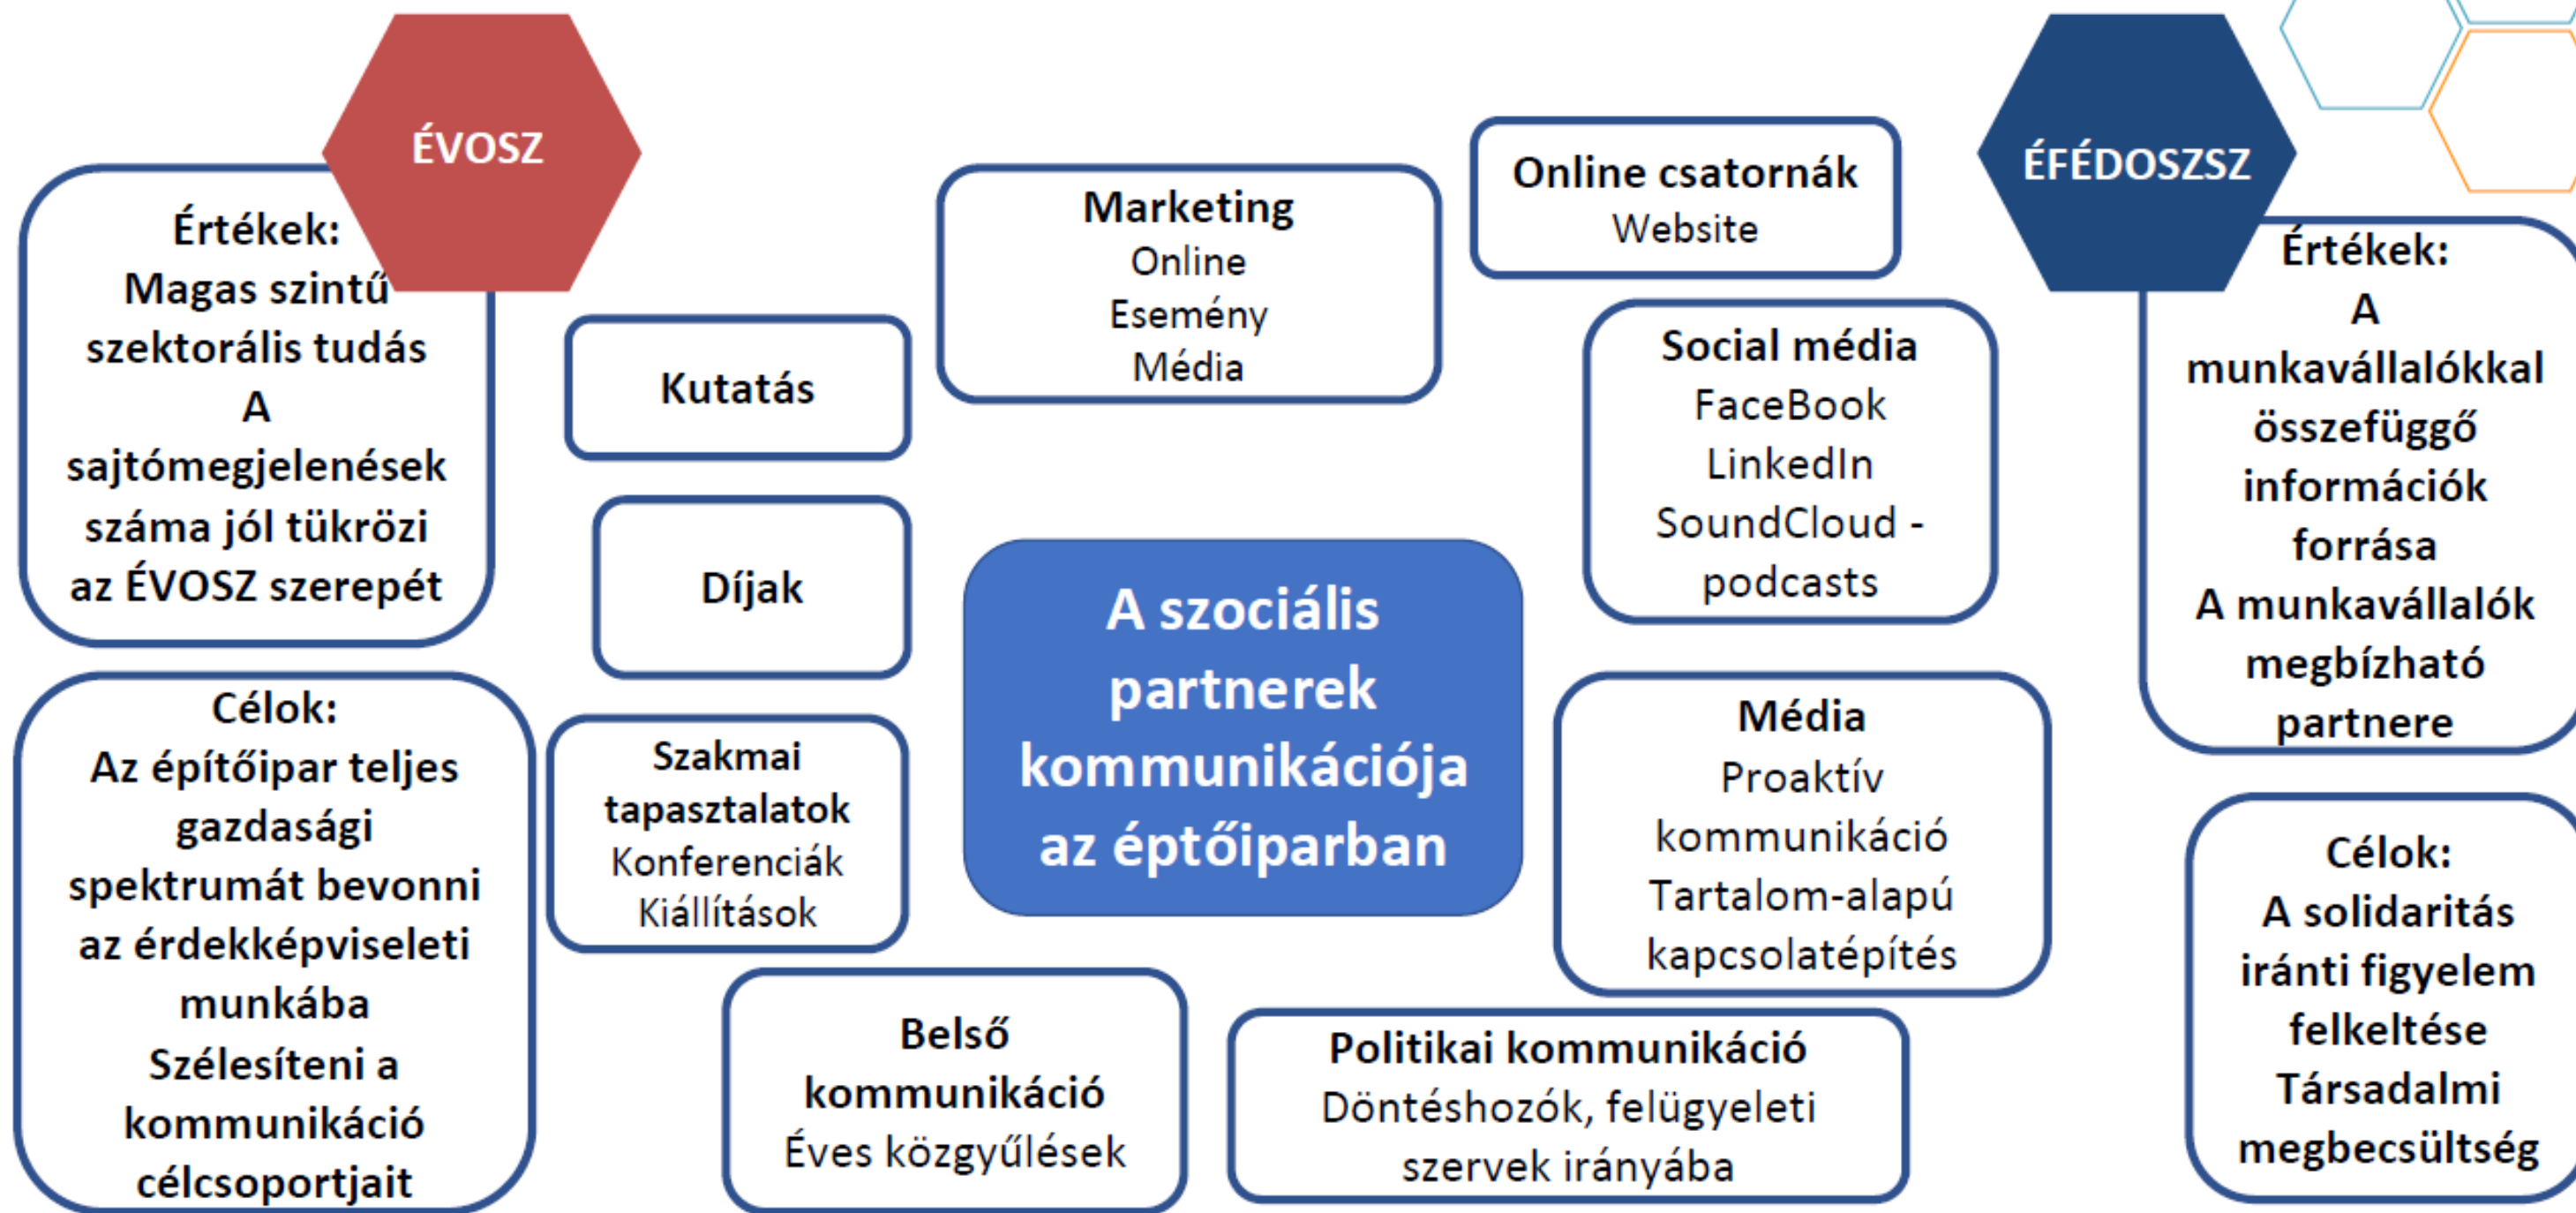 ÉVOSZ
Értékek:
Magas szintű
szektorális tudás
A
sajtómegjelenések
száma jól tükrözi
az ÉVOSZ szerepét
Célok:
Az építőipar teljes
gazdasági
spektrumát bevonni
az érdekképviseleti
munkába
Szélesíteni a
kommunikáció
célcsoportjait
Kutatás
Díjak
Szakmai
tapasztalatok
Konferenciák
Kiállítások
Belső
kommunikáció
Éves közgyűlések
Marketing
Online
Esemény
Média
A szociális
partnerek
kommunikációja
az éptőiparban
Online csatornák
Website
Social média
FaceBook
LinkedIn
SoundCloud -
podcasts
Média
Proaktív
kommunikáció
Tartalom-alapú
kapcsolatépítés
Politikai kommunikáció
Döntéshozók, felügyeleti
szervek irányába
ÉFÉDOSZSZ
Értékek:
A
munkavállalókkal
összefüggő
információk
forrása
A munkavállalók
megbízható
partnere
Célok:
A solidaritás
iránti figyelem
felkeltése
Társadalmi
megbecsültség